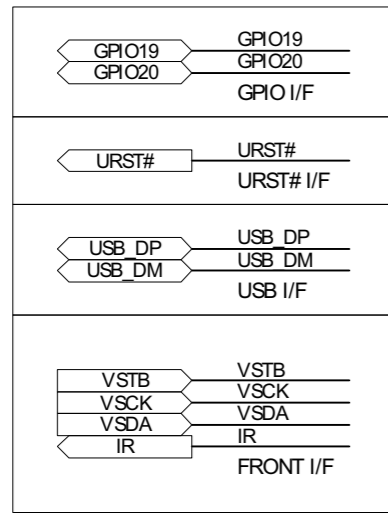 GPIO19 GPIO19
GPIO20 GPIO20
GPIO I/F
URST# URST#
URST# I/F
USB_DP USB_DP
USB_DM USB_DM
USB I/F
VSTB VSTB
VSCK VSCK
VSDA VSDA
IR IR
FRONT I/F